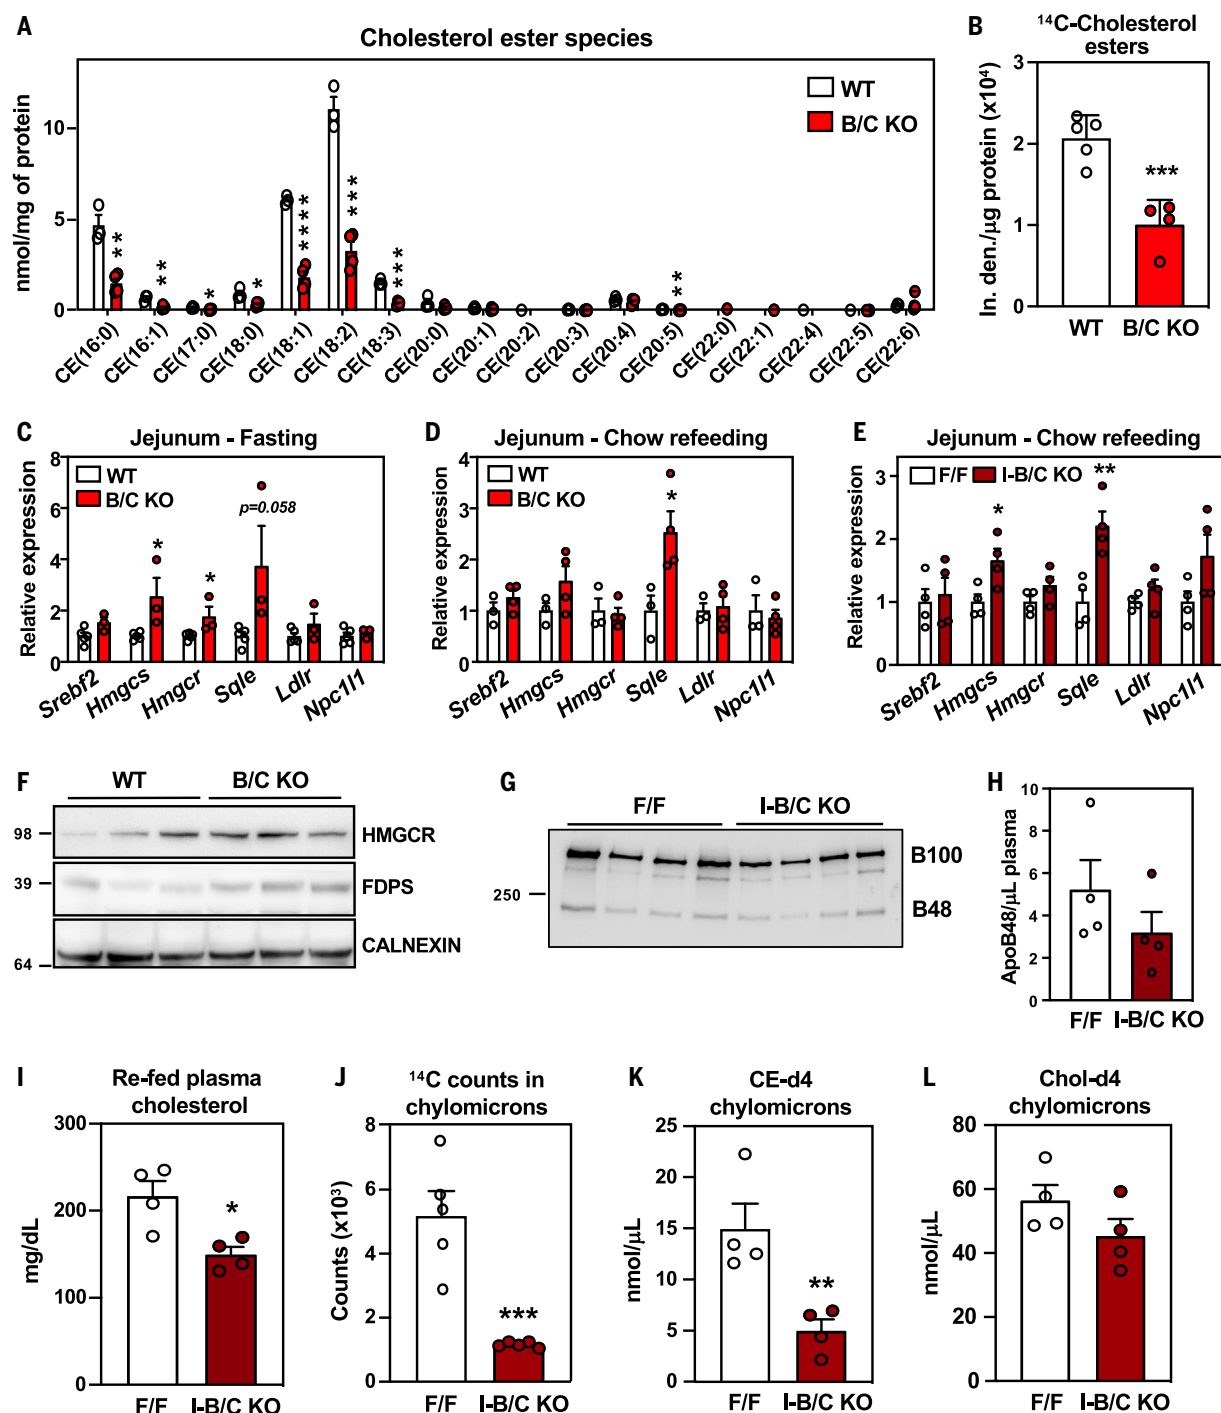 A
Cholesterol ester species
nmol/mg of protein
10
5
0
WT
B/C KO
**
**
*
*
****
***
***
**
CE(16:0)
CE(16:1)
CE(17:0)
CE(18:0)
CE(18:1)
CE(18:2)
CE(18:3)
CE(20:0)
CE(20:1)
CE(20:2)
CE(20:3)
CE(20:4)
CE(20:5)
CE(22:0)
CE(22:1)
CE(22:4)
CE(22:5)
CE(22:6)
B
¹⁴C-Cholesterol
esters
In. den./μg protein (x10⁴)
3
2
1
0
***
WT B/C KO
C
Jejunum - Fasting
Relative expression
8
6
4
2
0
WT
B/C KO
*
*
p=0.058
Srebf2
Hmgcs
Hmgcr
Sqle
Ldlr
Npc1l1
D
Jejunum - Chow refeeding
Relative expression
4
3
2
1
0
WT
B/C KO
*
Srebf2
Hmgcs
Hmgcr
Sqle
Ldlr
Npc1l1
E
Jejunum - Chow refeeding
Relative expression
3
2
1
0
F/F I-B/C KO
*
**
Srebf2
Hmgcs
Hmgcr
Sqle
Ldlr
Npc1l1
F
WT B/C KO
98
HMGCR
39
FDPS
64
CALNEXIN
G
F/F I-B/C KO
250
B100
B48
H
ApoB48/μL plasma
10
8
6
4
2
0
F/F I-B/C KO
I
Re-fed plasma
cholesterol
mg/dL
300
200
100
0
*
F/F I-B/C KO
J
¹⁴C counts in
chylomicrons
Counts (x10³)
8
6
4
2
0
***
F/F I-B/C KO
K
CE-d4
chylomicrons
nmol/μL
25
20
15
10
5
0
**
F/F I-B/C KO
L
Chol-d4
chylomicrons
nmol/μL
80
60
40
20
0
F/F I-B/C KO